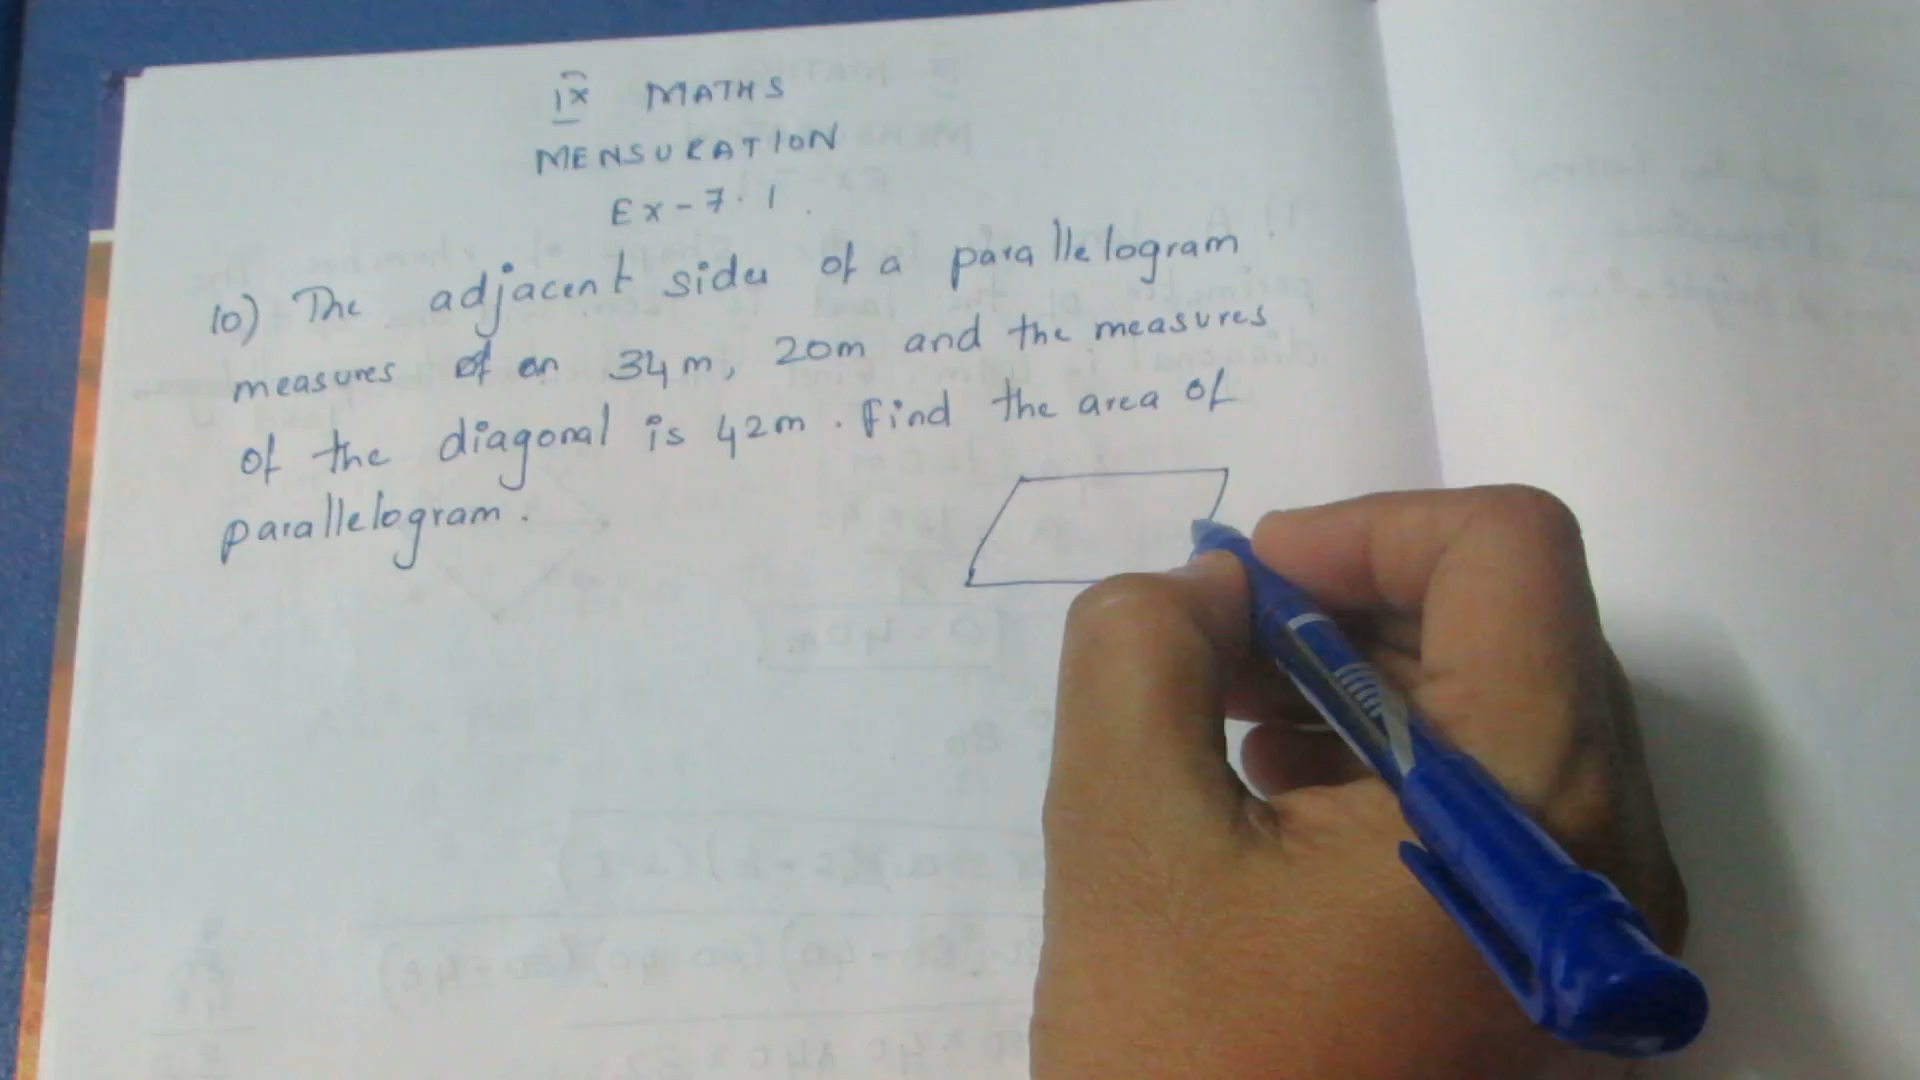 IX MATHS
MENSURATION
Ex-7.1
10) The adjacent sides of a parallelogram
measures of an 34m, 20m and the measures
of the diagonal is 42m. Find the area of
parallelogram.